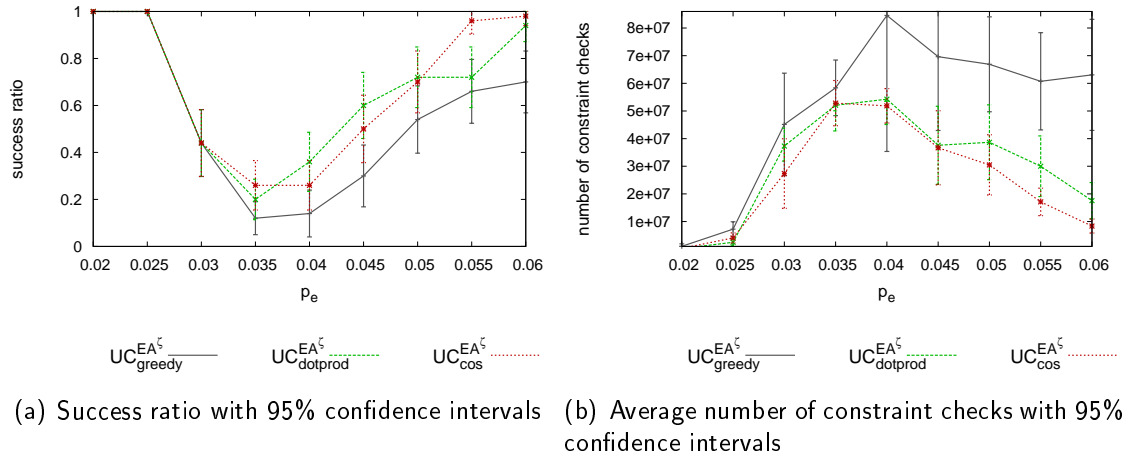 1
0.8
0.6
0.4
0.2
0
success ratio
0.02 0.025 0.03 0.035 0.04 0.045 0.05 0.055 0.06
p_e
UC^{EA^ζ}_{greedy} UC^{EA^ζ}_{dotprod} UC^{EA^ζ}_{cos}
(a) Success ratio with 95% confidence intervals
8e+07
7e+07
6e+07
5e+07
4e+07
3e+07
2e+07
1e+07
number of constraint checks
0.02 0.025 0.03 0.035 0.04 0.045 0.05 0.055 0.06
p_e
UC^{EA^ζ}_{greedy} UC^{EA^ζ}_{dotprod} UC^{EA^ζ}_{cos}
(b) Average number of constraint checks with 95%
confidence intervals